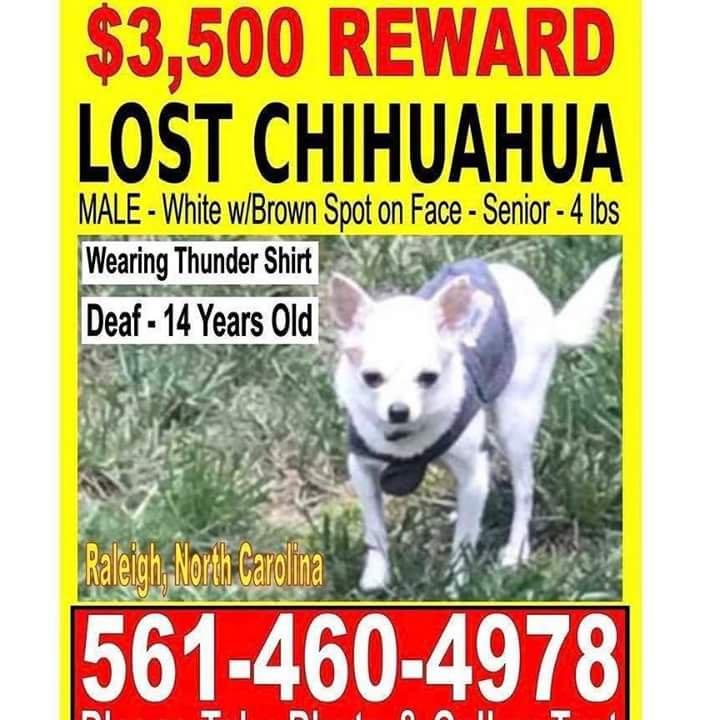 $3,500 REWARD
LOST CHIHUAHUA
MALE - White w/Brown Spot on Face - Senior - 4 lbs
Wearing Thunder Shirt
Deaf - 14 Years Old
Raleigh, North Carolina
561-460-4978